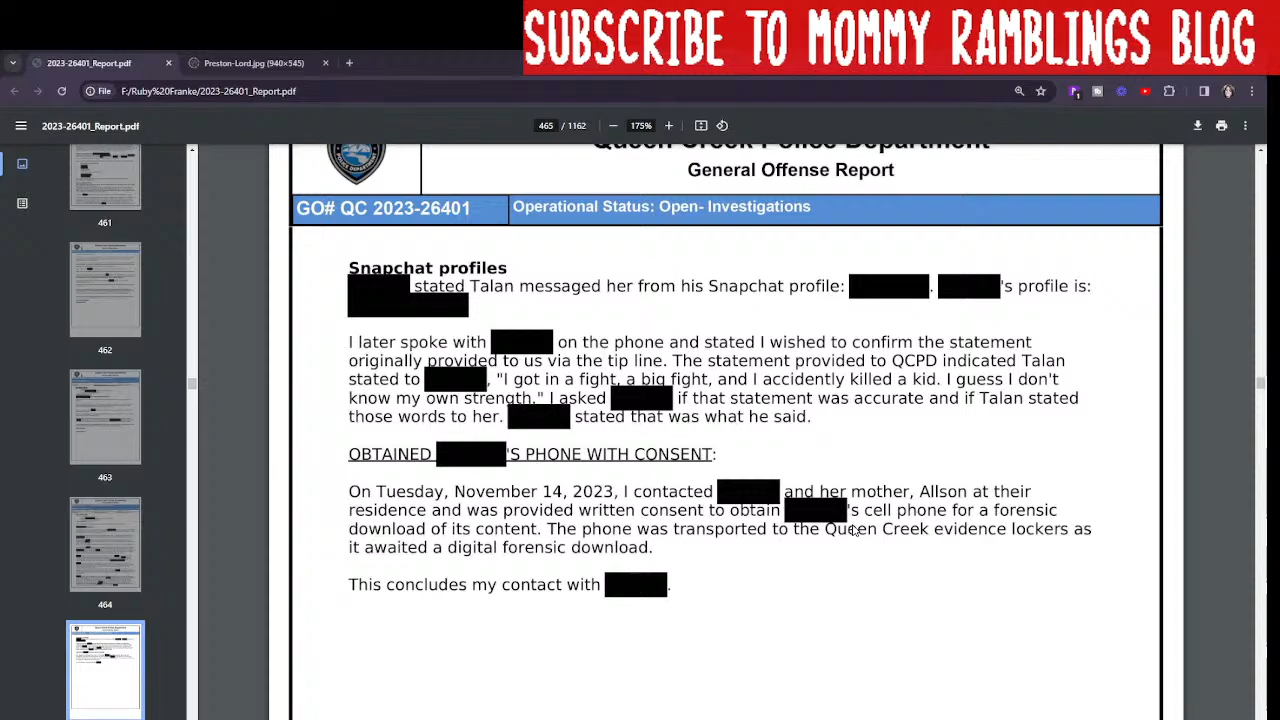 SUBSCRIBE TO MOMMY RAMBLINGS BLOG
2023-26401_Report.pdf
Preston-Lord.jpg (940×545)
File F:/Ruby%20Franke/2023-26401_Report.pdf
2023-26401_Report.pdf
465 / 1162
175%
461
462
463
464
Queen Creek Police Department
General Offense Report
GO# QC 2023-26401
Operational Status: Open- Investigations
Snapchat profiles
stated Talan messaged her from his Snapchat profile: . 's profile is:
I later spoke with on the phone and stated I wished to confirm the statement
originally provided to us via the tip line. The statement provided to QCPD indicated Talan
stated to , "I got in a fight, a big fight, and I accidently killed a kid. I guess I don't
know my own strength." I asked if that statement was accurate and if Talan stated
those words to her. stated that was what he said.
OBTAINED 'S PHONE WITH CONSENT:
On Tuesday, November 14, 2023, I contacted and her mother, Allson at their
residence and was provided written consent to obtain 's cell phone for a forensic
download of its content. The phone was transported to the Queen Creek evidence lockers as
it awaited a digital forensic download.
This concludes my contact with .